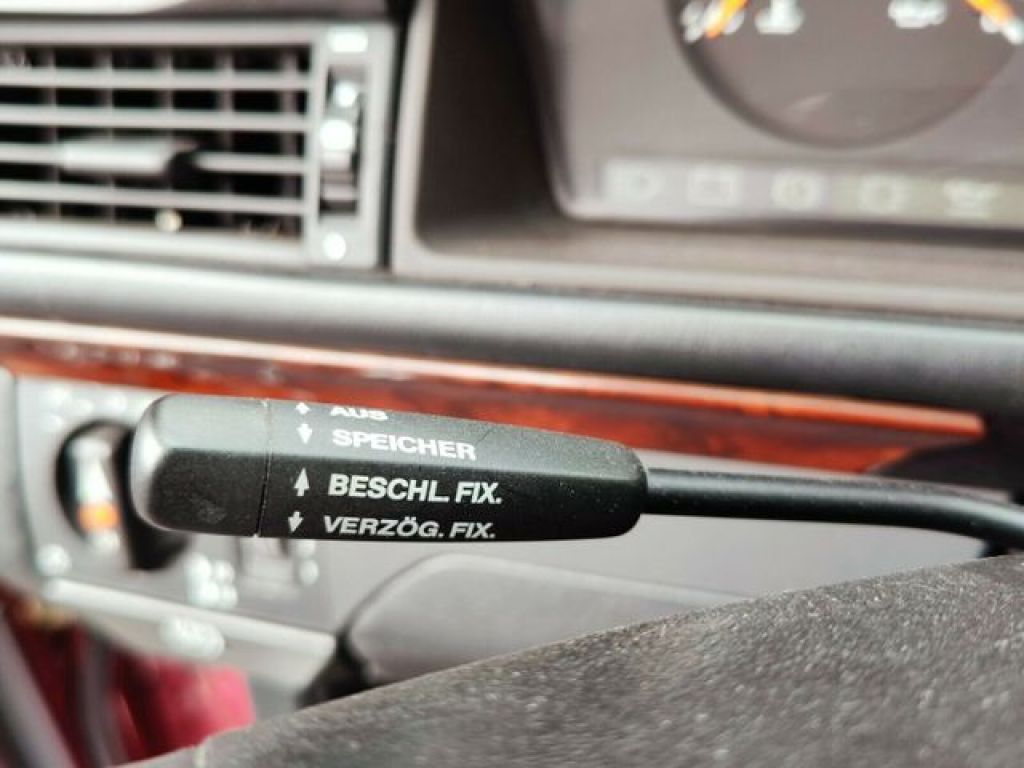 AUS
SPEICHER
BESCHL. FIX.
VERZÖG. FIX.